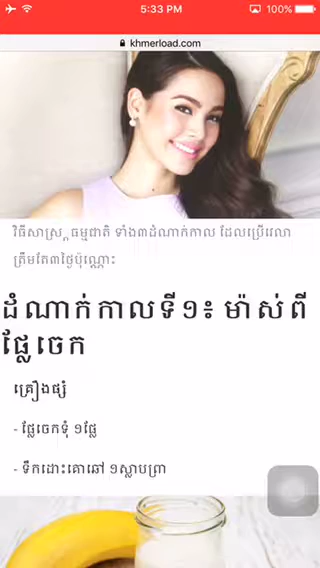 5:33 PM 100%
khmerload.com
វិធីសាស្ត្រធម្មជាតិ ទាំង៣ដំណាក់កាល ដែលប្រើវេលា
ត្រឹមតែ៣ថ្ងៃប៉ុណ្ណោះ
ដំណាក់កាលទី១៖ ម៉ាស់ពី
ផ្លែចេក
គ្រឿងផ្សំ
- ផ្លែចេកទុំ ១ផ្លែ
- ទឹកដោះគោឆៅ ១ស្លាបព្រា